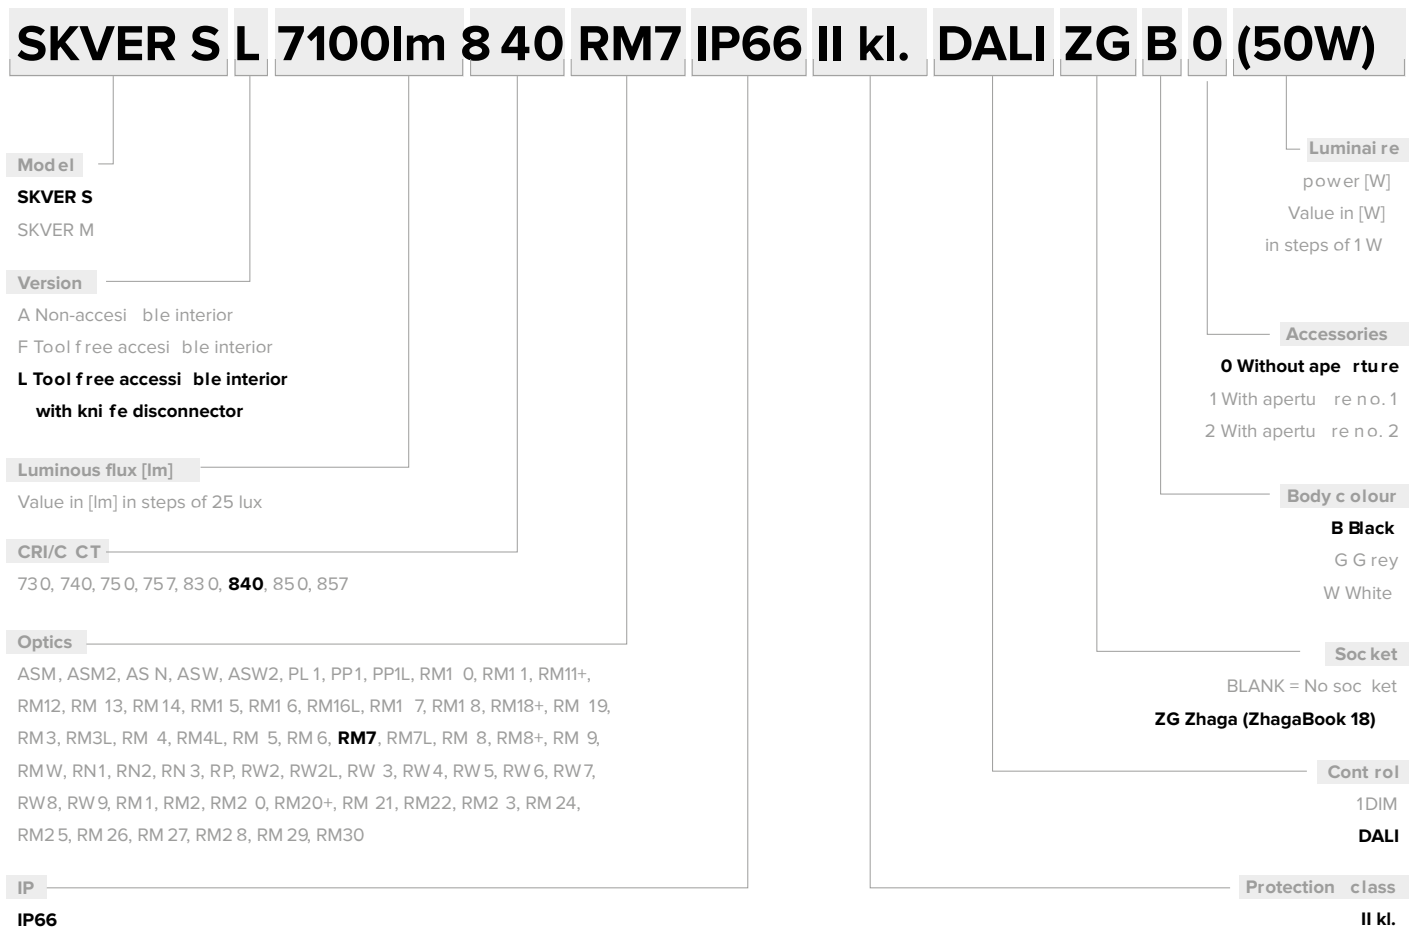 SKVER S L 7100lm 840 RM7 IP66 II kl. DALI ZG B 0 (50W)
Model
SKVER S
SKVER M
Version
A Non-accesible interior
F Tool free accesible interior
L Tool free accessible interior
with knife disconnector
Luminous flux [lm]
Value in [lm] in steps of 25 lux
CRI/CCT
730, 740, 750, 757, 830, 840, 850, 857
Optics
ASM, ASM2, ASN, ASW, ASW2, PL1, PP1, PP1L, RM10, RM11, RM11+,
RM12, RM13, RM14, RM15, RM16, RM16L, RM17, RM18, RM18+, RM19,
RM3, RM3L, RM4, RM4L, RM5, RM6, RM7, RM7L, RM8, RM8+, RM9,
RMW, RN1, RN2, RN3, RP, RW2, RW2L, RW3, RW4, RW5, RW6, RW7,
RW8, RW9, RM1, RM2, RM20, RM20+, RM21, RM22, RM23, RM24,
RM25, RM26, RM27, RM28, RM29, RM30
IP
IP66
Luminaire
power [W]
Value in [W]
in steps of 1 W
Accessories
0 Without aperture
1 With aperture no. 1
2 With aperture no. 2
Body colour
B Black
G Grey
W White
Socket
BLANK = No socket
ZG Zhaga (ZhagaBook 18)
Control
1DIM
DALI
Protection class
II kl.